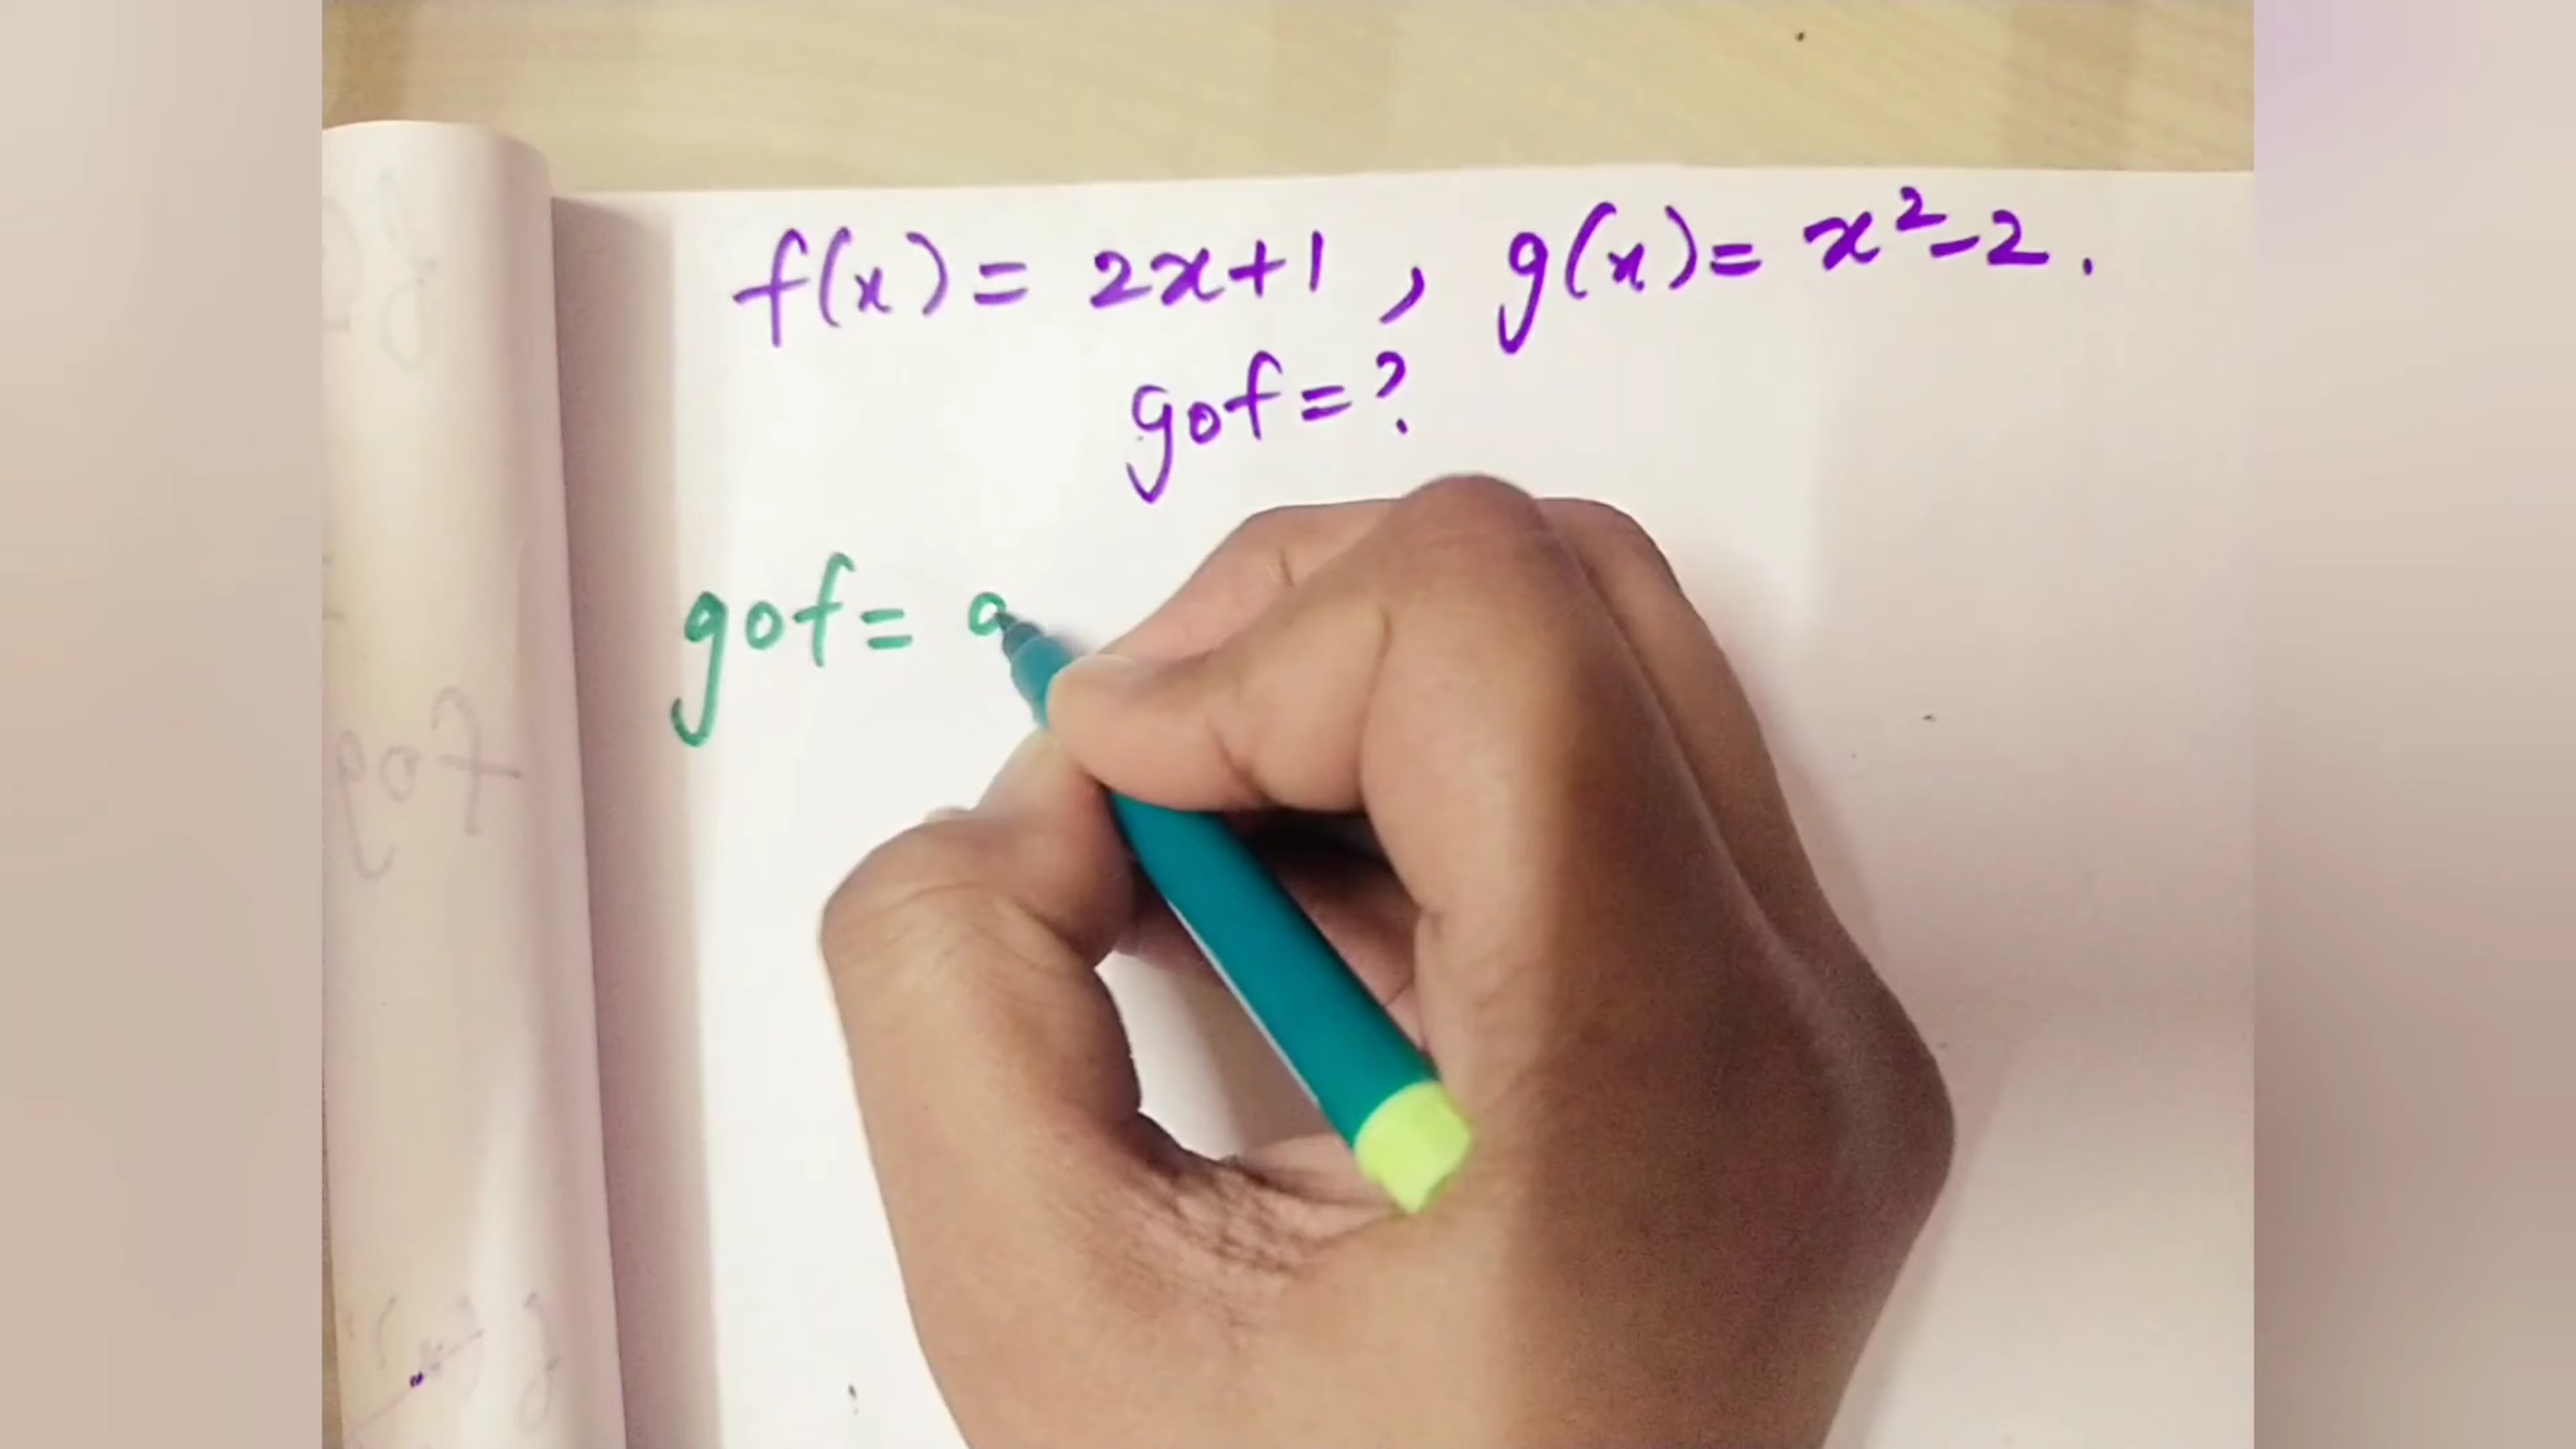 f(x) = 2x+1 , g(x) = x²-2 .
gof = ?
gof =